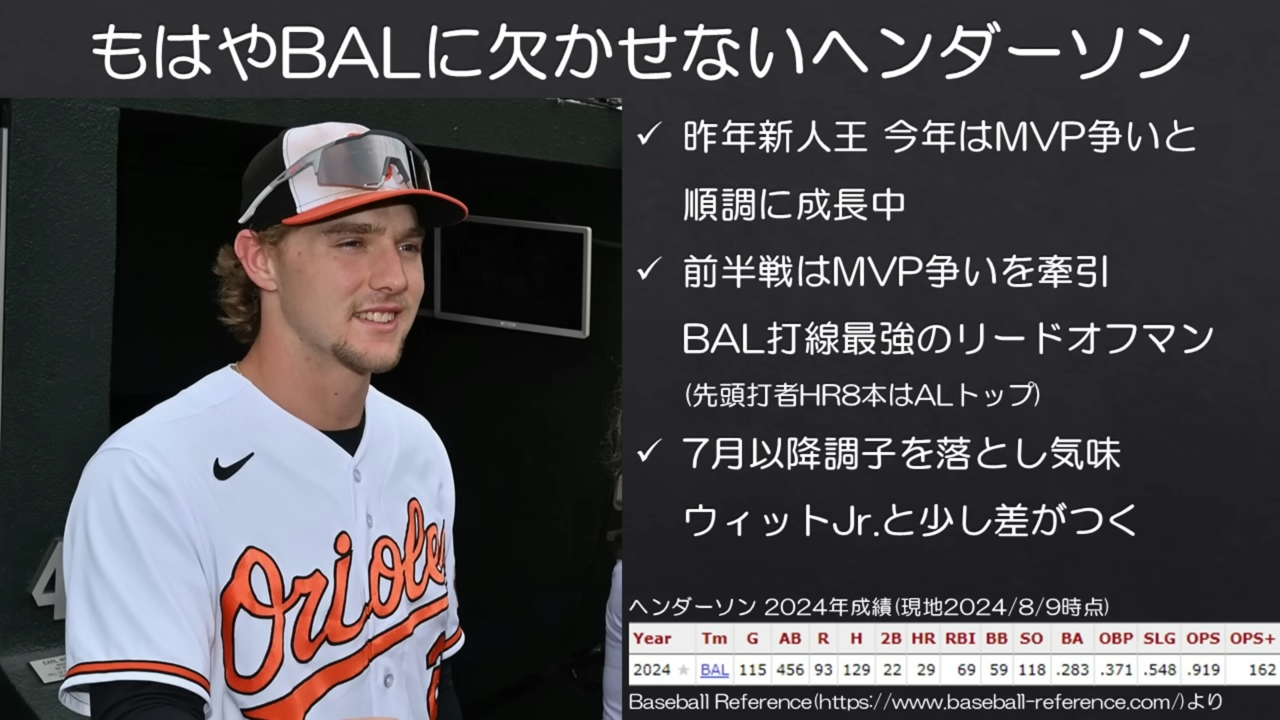 もはやBALに欠かせないヘンダーソン
✓ 昨年新人王 今年はMVP争いと
順調に成長中
✓ 前半戦はMVP争いを牽引
BAL打線最強のリードオフマン
(先頭打者HR8本はALトップ)
✓ 7月以降調子を落とし気味
ウィットJr.と少し差がつく
Orioles
ヘンダーソン 2024年成績(現地2024/8/9時点)
Year Tm G AB R H 2B HR RBI BB SO BA OBP SLG OPS OPS+
2024 ★ BAL 115 456 93 129 22 29 69 59 118 .283 .371 .548 .919 162
Baseball Reference(https://www.baseball-reference.com/)より